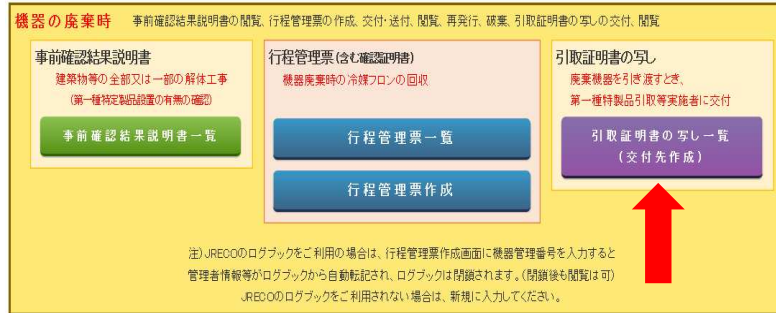 機器の廃棄時 事前確認結果説明書の閲覧、行程管理票の作成、交付・送付、閲覧、再発行、破棄、引取証明書の写しの交付、閲覧
事前確認結果説明書
建築物等の全部又は一部の解体工事
(第一種特定製品設置の有無の確認)
事前確認結果説明書一覧
行程管理票(含む確認証明書)
機器廃棄時の冷媒フロンの回収
行程管理票一覧
行程管理票作成
引取証明書の写し
廃棄機器を引き渡すとき、
第一種特製品引取等実施者に交付
引取証明書の写し一覧
(交付先作成)
注)JRECOのログブックをご利用の場合は、行程管理票作成画面に機器管理番号を入力すると
管理者情報等がログブックから自動転記され、ログブックは閉鎖されます。(閉鎖後も閲覧は可)
JRECOのログブックをご利用されない場合は、新規に入力してください。